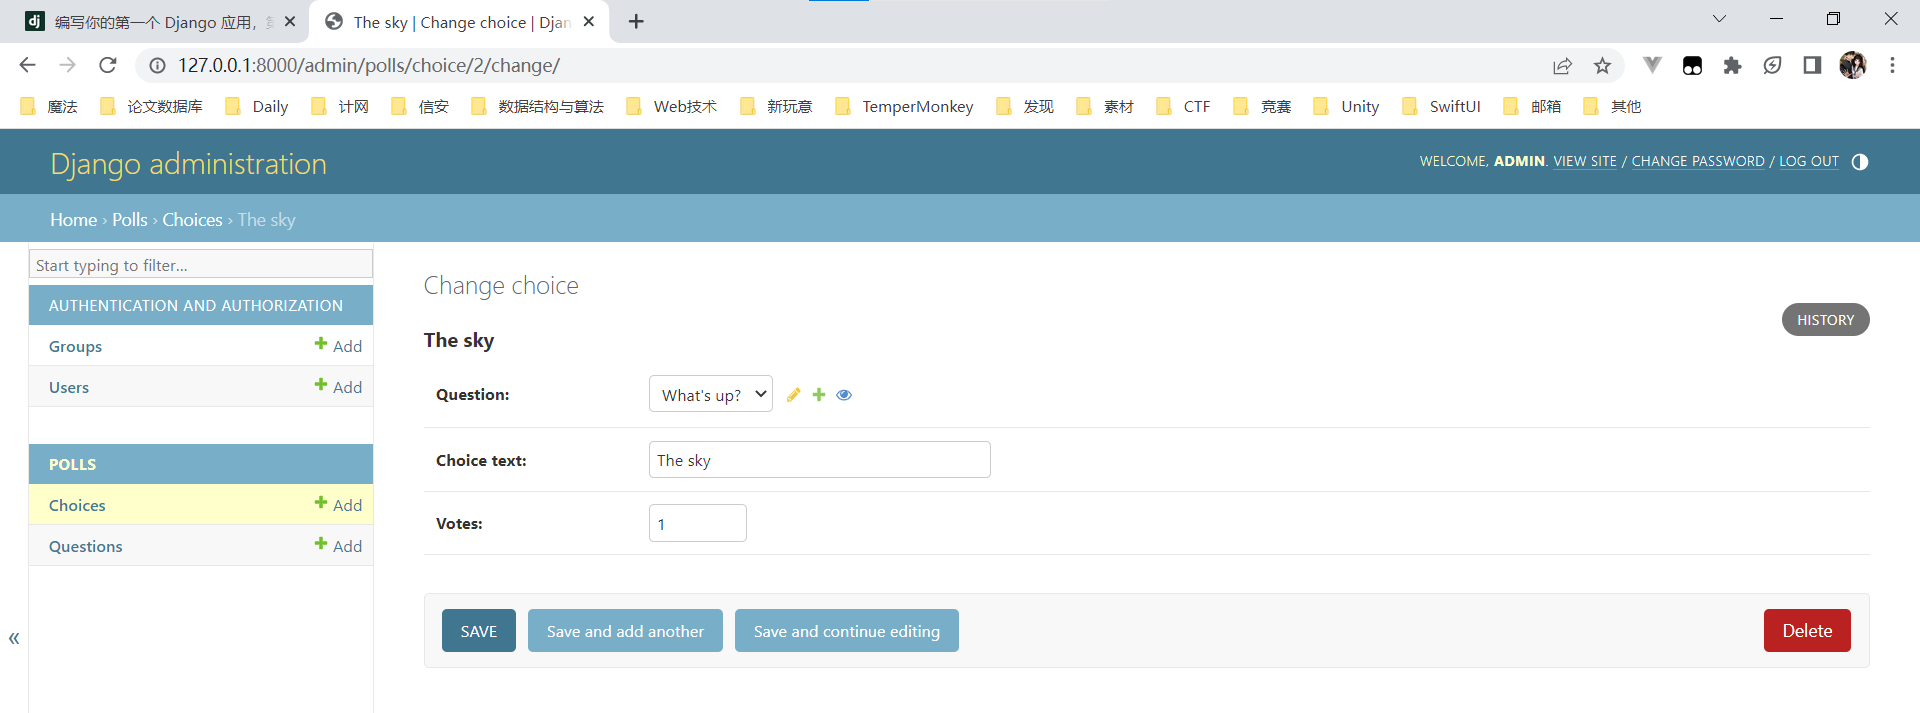 dj 编写你的第一个 Django 应用，
The sky | Change choice | Djan
127.0.0.1:8000/admin/polls/choice/2/change/
魔法 论文数据库 Daily 计网 信安 数据结构与算法 Web技术 新玩意 TemperMonkey 发现 素材 CTF 竞赛 Unity SwiftUI 邮箱 其他
Django administration
WELCOME, ADMIN. VIEW SITE / CHANGE PASSWORD / LOG OUT
Home › Polls › Choices › The sky
Start typing to filter...
AUTHENTICATION AND AUTHORIZATION
Groups + Add
Users + Add
POLLS
Choices + Add
Questions + Add
«
Change choice
HISTORY
The sky
Question: What's up?
Choice text: The sky
Votes: 1
SAVE Save and add another Save and continue editing Delete